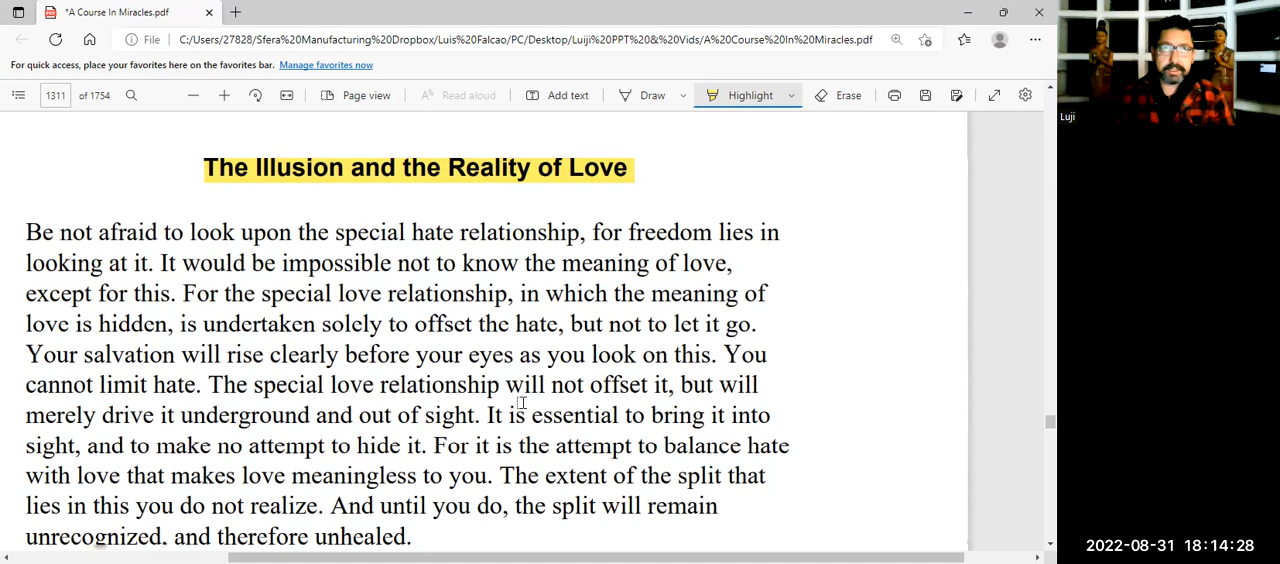 *A Course In Miracles.pdf
File
C:/Users/27828/Sfera%20Manufacturing%20Dropbox/Luis%20Falcao/PC/Desktop/Luiji%20PPT%20&%20Vids/A%20Course%20In%20Miracles.pdf
For quick access, place your favorites here on the favorites bar. Manage favorites now
1311 of 1754 Page view Read aloud Add text Draw Highlight Erase
Luji
The Illusion and the Reality of Love
Be not afraid to look upon the special hate relationship, for freedom lies in
looking at it. It would be impossible not to know the meaning of love,
except for this. For the special love relationship, in which the meaning of
love is hidden, is undertaken solely to offset the hate, but not to let it go.
Your salvation will rise clearly before your eyes as you look on this. You
cannot limit hate. The special love relationship will not offset it, but will
merely drive it underground and out of sight. It is essential to bring it into
sight, and to make no attempt to hide it. For it is the attempt to balance hate
with love that makes love meaningless to you. The extent of the split that
lies in this you do not realize. And until you do, the split will remain
unrecognized, and therefore unhealed.
2022-08-31 18:14:28